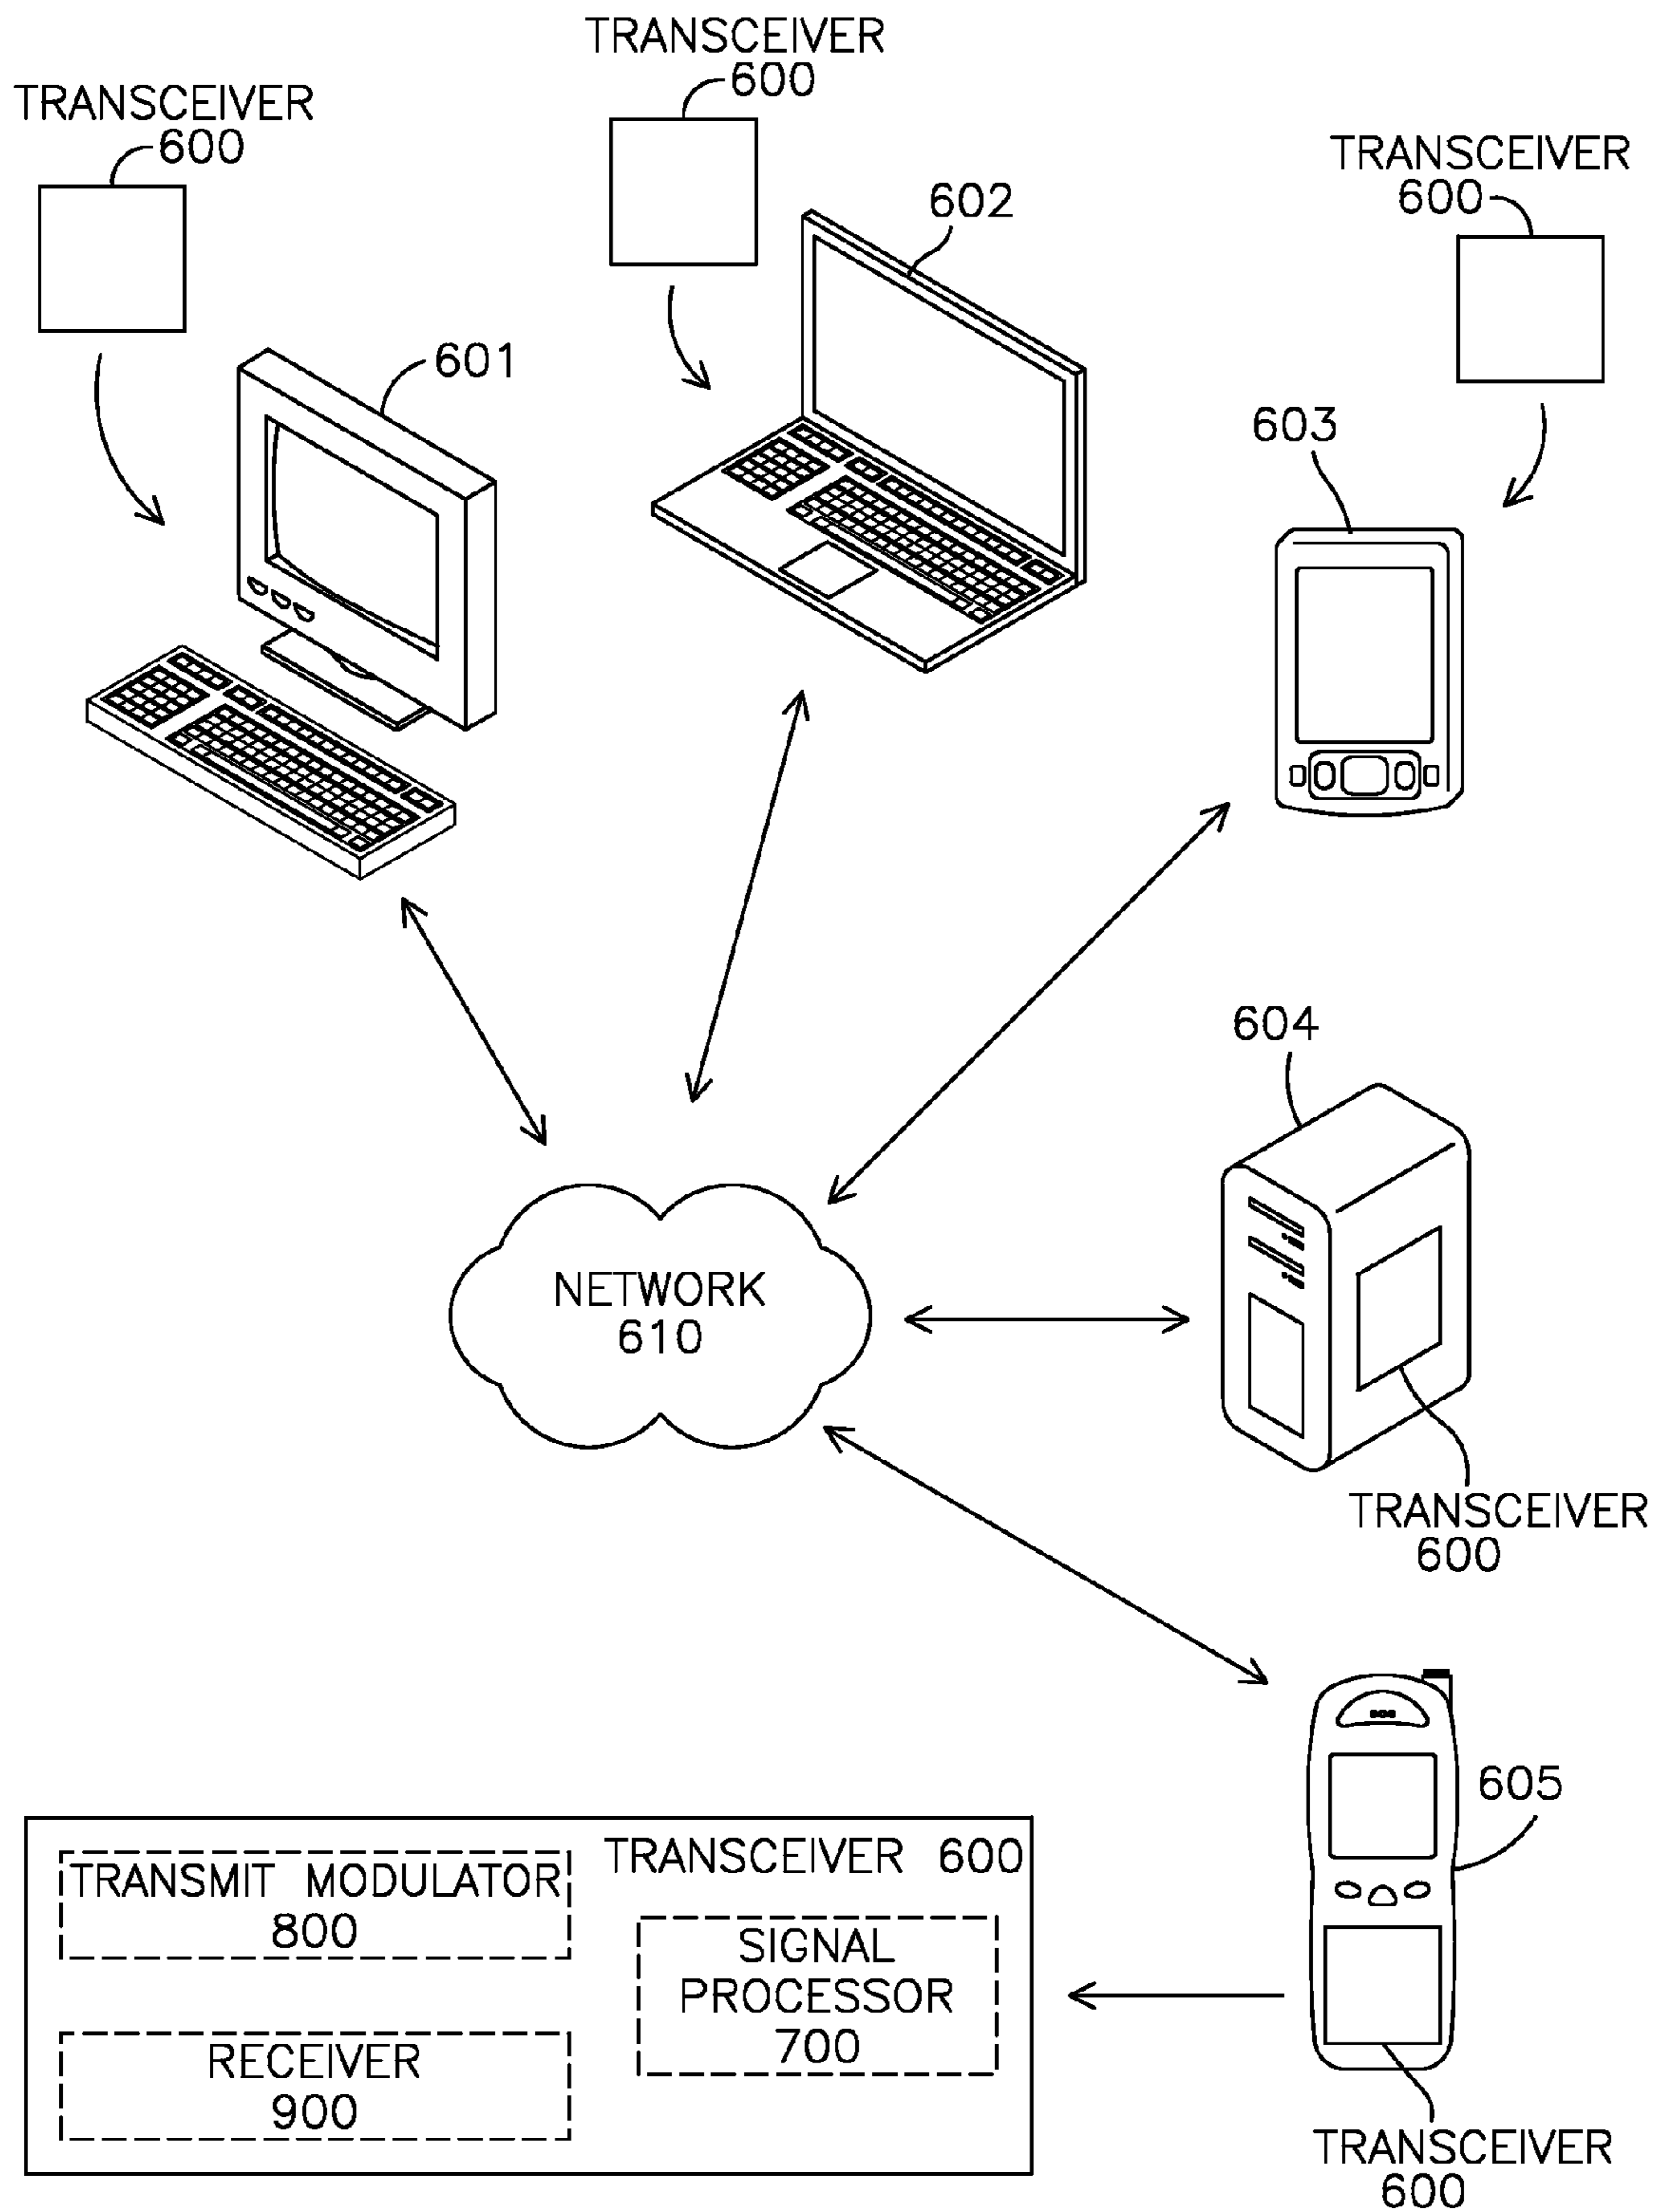 TRANSCEIVER
600
TRANSCEIVER
600
TRANSCEIVER
600
602
601
603
604
NETWORK
610
TRANSCEIVER
600
605
TRANSCEIVER 600
TRANSMIT MODULATOR
800
SIGNAL
PROCESSOR
700
RECEIVER
900
TRANSCEIVER
600